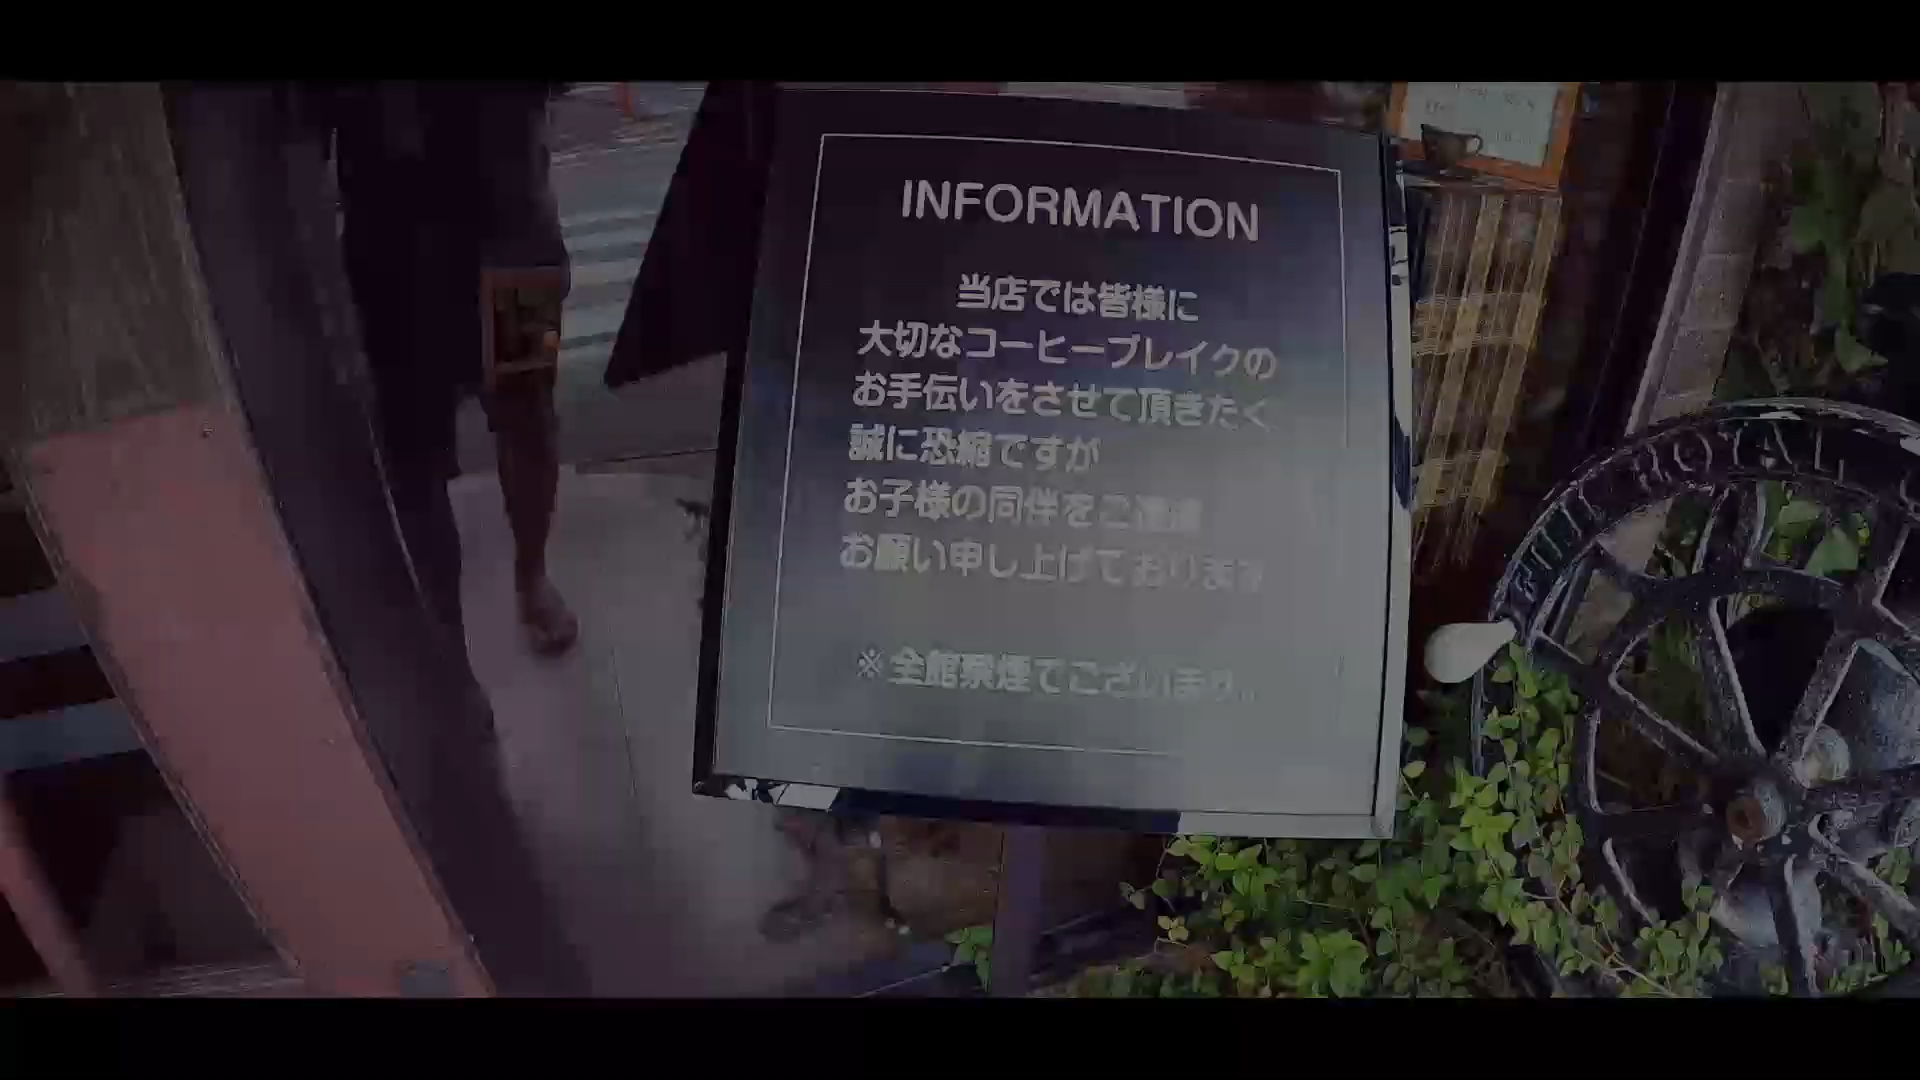 INFORMATION
当店では皆様に
大切なコーヒーブレイクの
お手伝いをさせて頂きたく
誠に恐縮ですが
お子様の同伴をご遠慮
お願い申し上げております
※全館禁煙でございます。
ROYAL